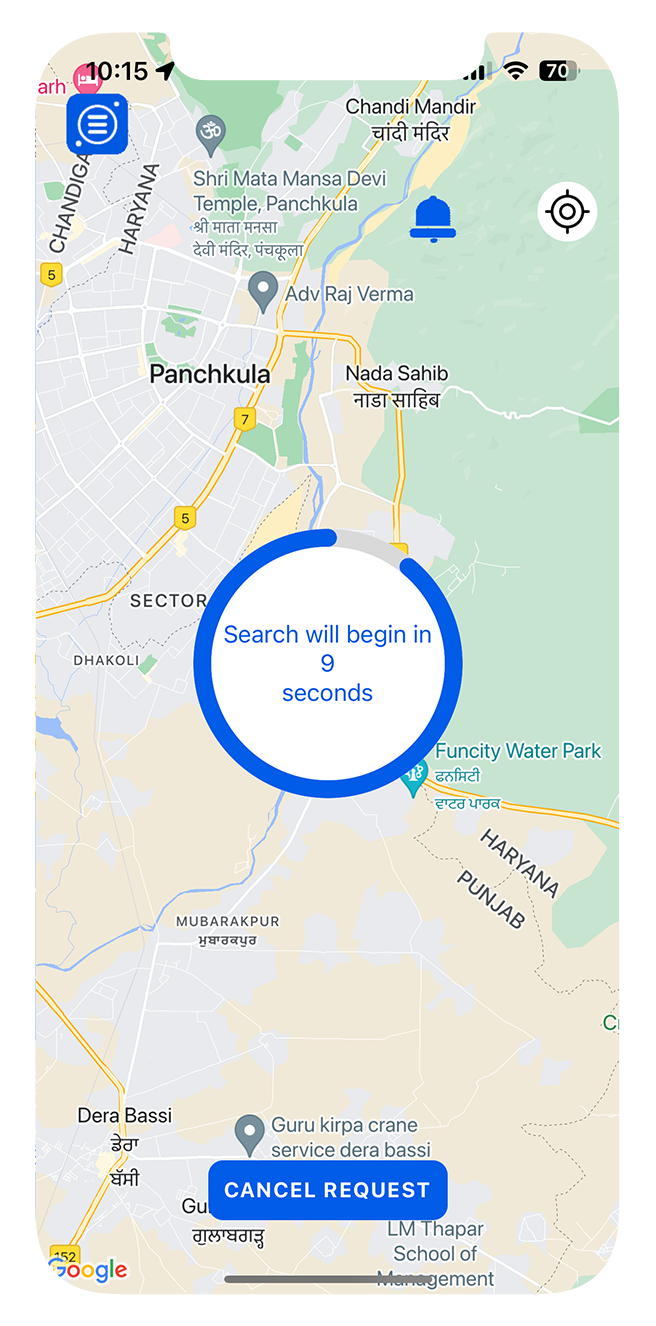 10:15
70
arh
Chandi Mandir
चांदी मंदिर
CHANDIGA
HARYANA
Shri Mata Mansa Devi
Temple, Panchkula
श्री माता मनसा
देवी मंदिर, पंचकूला
5
Adv Raj Verma
Panchkula
Nada Sahib
नाडा साहिब
7
5
SECTOR
Search will begin in
9
seconds
DHAKOLI
Funcity Water Park
ਫਨਸਿਟੀ
ਵਾਟਰ ਪਾਰਕ
HARYANA
PUNJAB
MUBARAKPUR
ਮੁਬਾਰਕਪੁਰ
Dera Bassi
ਡੇਰਾ
ਬੱਸੀ
Guru kirpa crane
service dera bassi
CANCEL REQUEST
Gu
ਗੁਲਾਬਗੜ੍ਹ
LM Thapar
School of
Management
152
Google